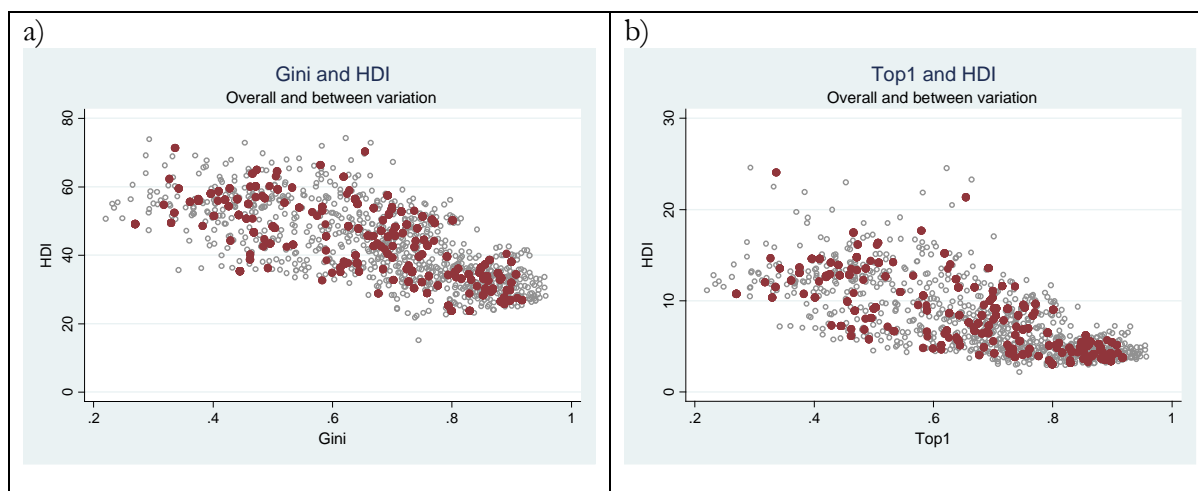 a)
Gini and HDI
Overall and between variation
80
60
40
20
0
HDI
.2 .4 .6 .8 1
Gini
b)
Top1 and HDI
Overall and between variation
30
20
10
0
HDI
.2 .4 .6 .8 1
Top1